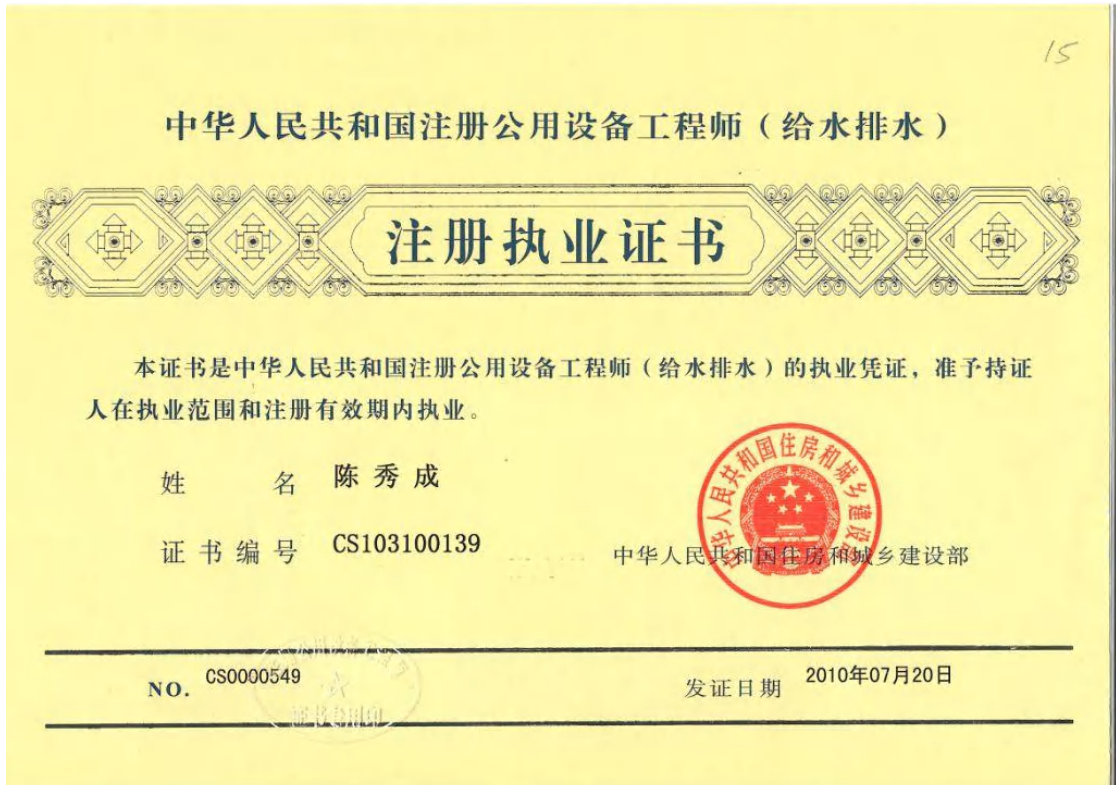 15
中华人民共和国注册公用设备工程师（给水排水）
注册执业证书
本证书是中华人民共和国注册公用设备工程师（给水排水）的执业凭证，准予持证
人在执业范围和注册有效期内执业。
姓 名 陈秀成
证书编号 CS103100139
中华人民共和国住房和城乡建设部
中华人民共和国住房和城乡建设部
NO. CS0000549
发证日期 2010年07月20日
证书专用印